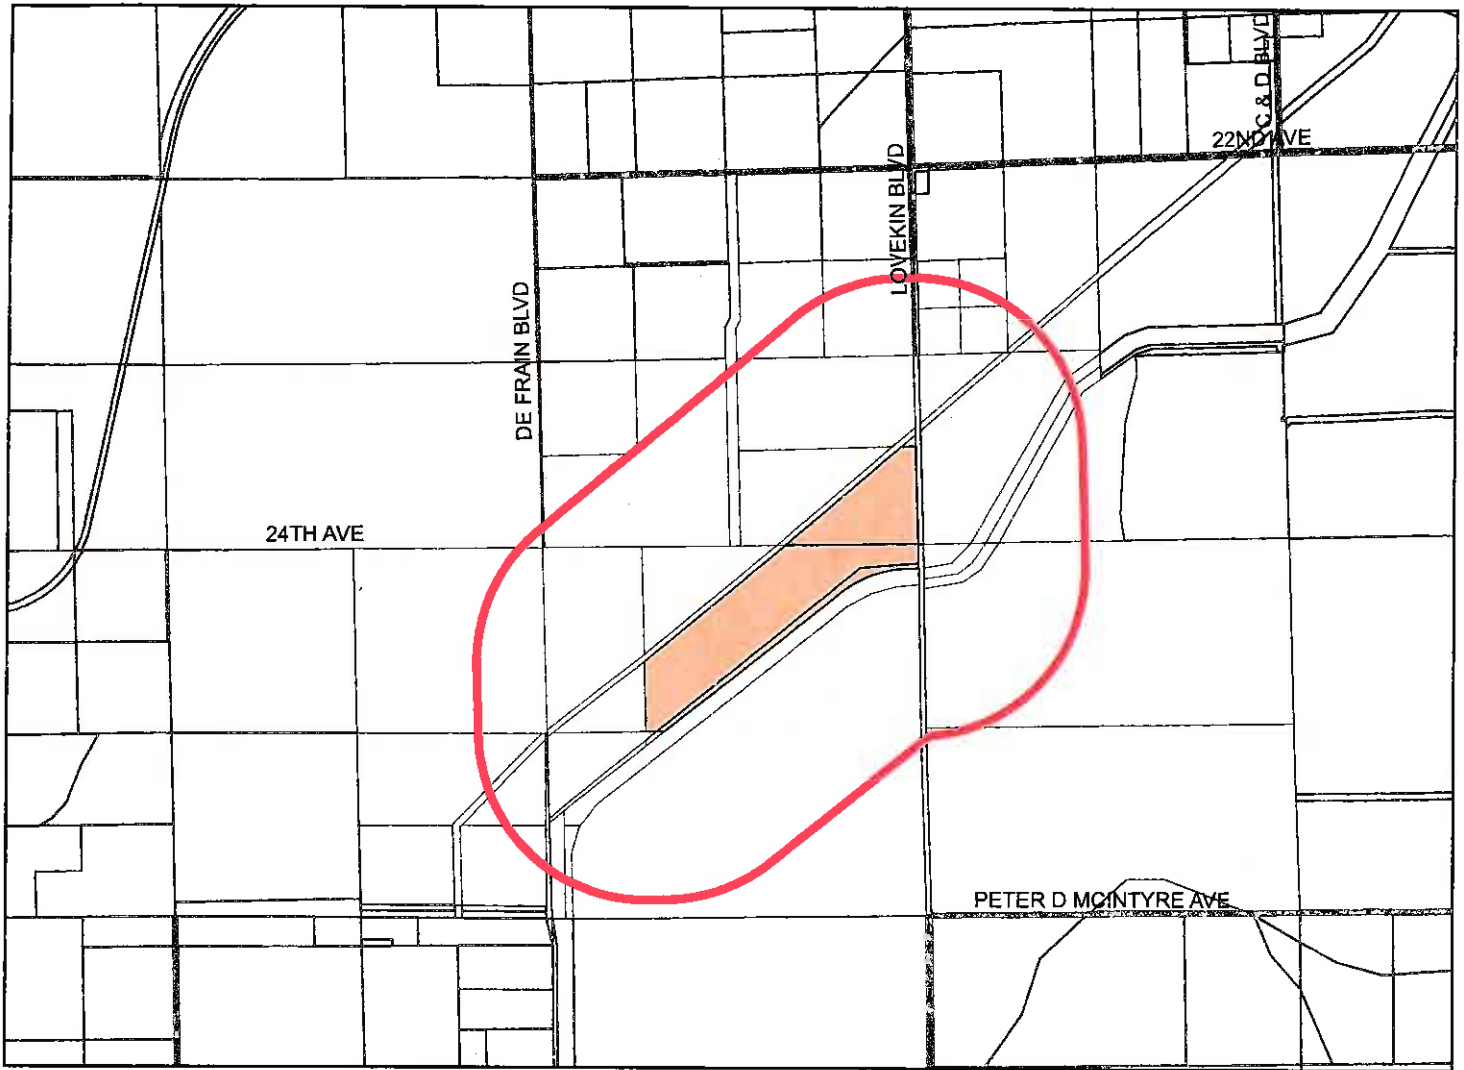 C & D BLVD
22ND AVE
LOVEKIN BLVD
DE FRAIN BLVD
24TH AVE
PETER D MCINTYRE AVE